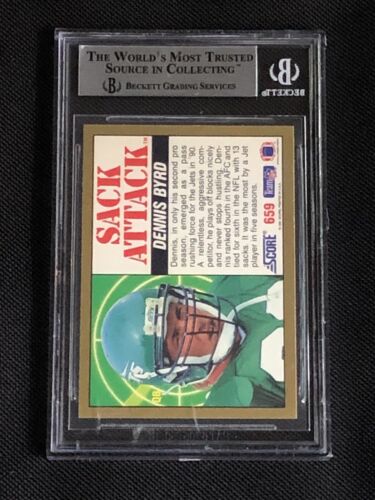 THE WORLD'S MOST TRUSTED
SOURCE IN COLLECTING™
BECKETT GRADING SERVICES
BECKETT
SACK
ATTACK™
DENNIS BYRD
Dennis, in only his second pro
season, emerged as a pass
rushing force for the Jets in '90.
A relentless, aggressive com-
petitor, he plays off blocks nicely
and never stops hustling. Den-
nis ranked fourth in the AFC and
tied for sixth in the NFL with 13
sacks. It was the most by a Jet
player in five seasons.
SCORE 659